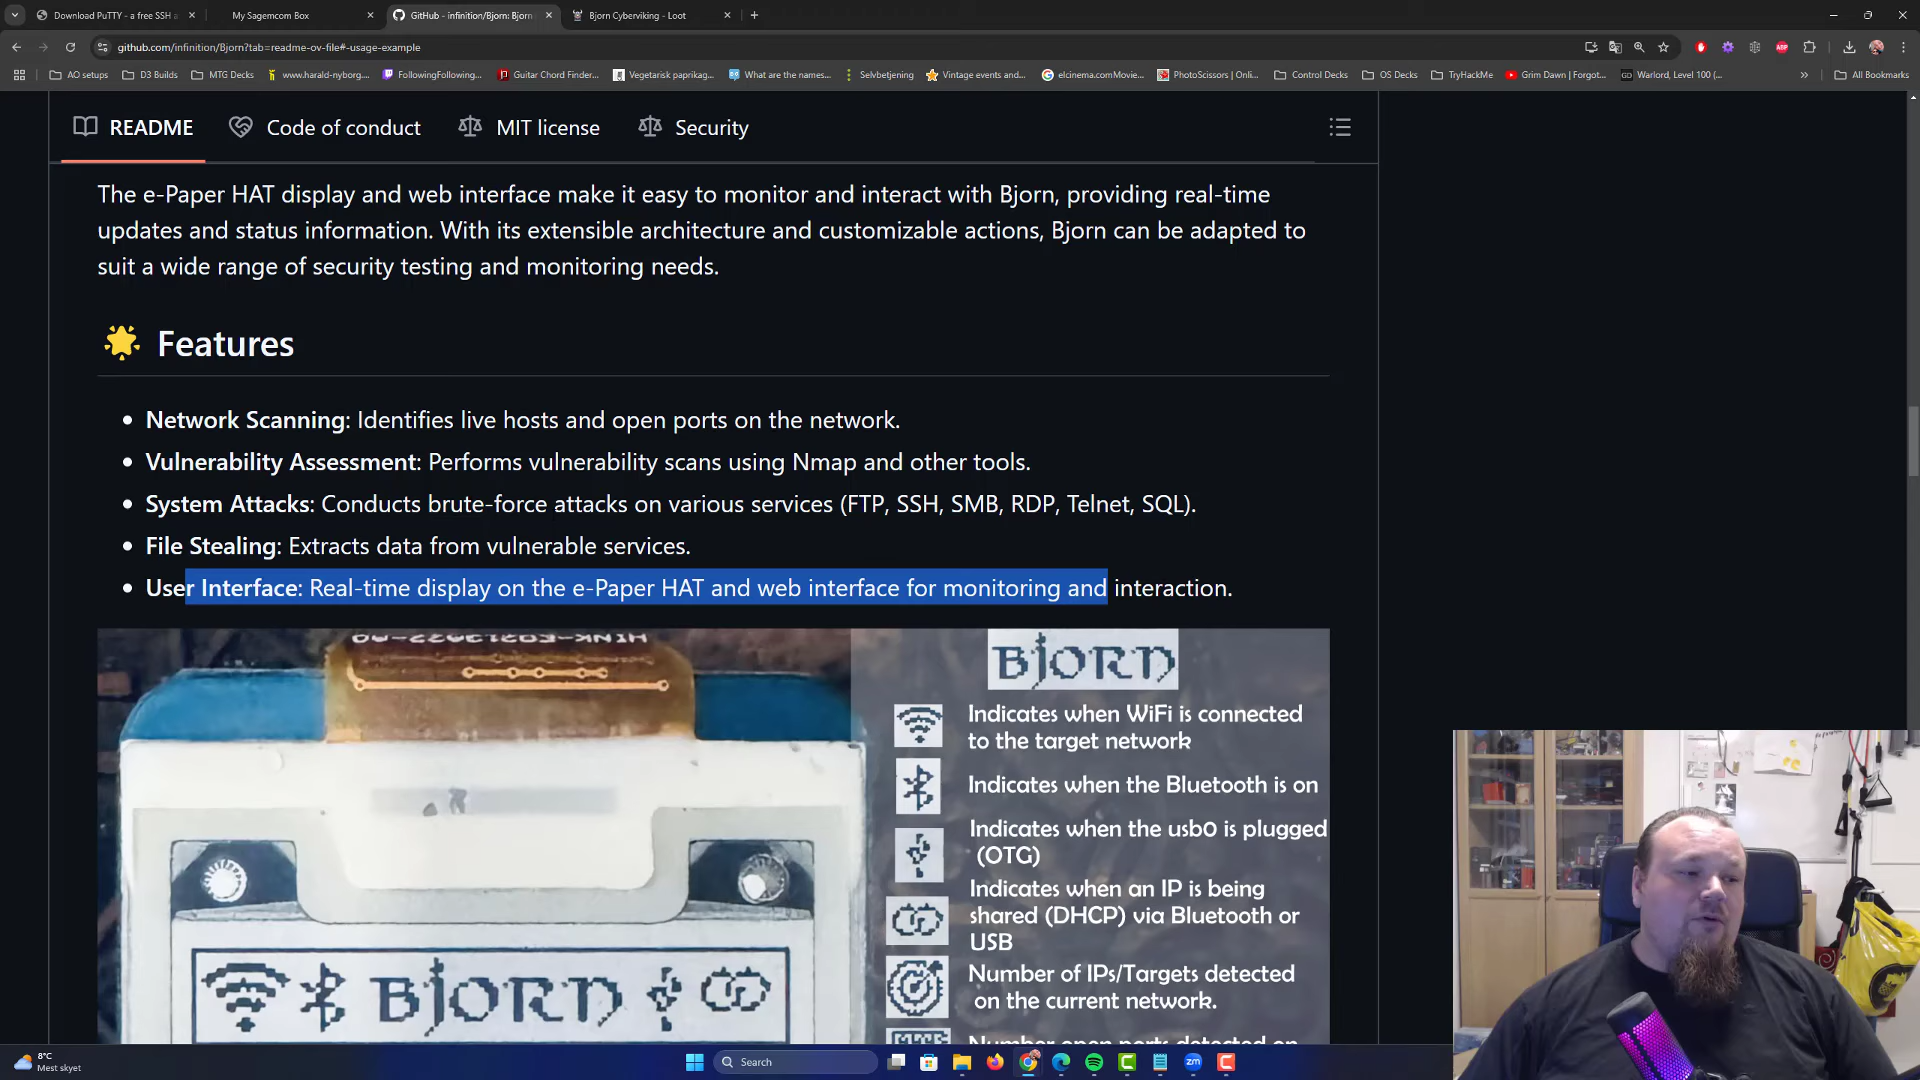 Download PuTTY - a free SSH a
My Sagemcom Box
GitHub - infinition/Bjorn: Bjorn
Bjorn Cyberviking - Loot
github.com/infinition/Bjorn?tab=readme-ov-file#-usage-example
AO setups
D3 Builds
MTG Decks
www.harald-nyborg....
FollowingFollowing...
Guitar Chord Finder...
Vegetarisk paprikag...
What are the names...
Selvbetjening
Vintage events and...
elcinema.comMovie...
PhotoScissors | Onli...
Control Decks
OS Decks
TryHackMe
Grim Dawn | Forgot...
Warlord, Level 100 (...
All Bookmarks
README
Code of conduct
MIT license
Security
The e-Paper HAT display and web interface make it easy to monitor and interact with Bjorn, providing real-time
updates and status information. With its extensible architecture and customizable actions, Bjorn can be adapted to
suit a wide range of security testing and monitoring needs.
Features
Network Scanning: Identifies live hosts and open ports on the network.
Vulnerability Assessment: Performs vulnerability scans using Nmap and other tools.
System Attacks: Conducts brute-force attacks on various services (FTP, SSH, SMB, RDP, Telnet, SQL).
File Stealing: Extracts data from vulnerable services.
User Interface: Real-time display on the e-Paper HAT and web interface for monitoring and interaction.
BJORN
Indicates when WiFi is connected
to the target network
Indicates when the Bluetooth is on
Indicates when the usb0 is plugged
(OTG)
Indicates when an IP is being
shared (DHCP) via Bluetooth or
USB
Number of IPs/Targets detected
on the current network.
Number open ports detected on
BJORN
8°C
Mest skyet
Search